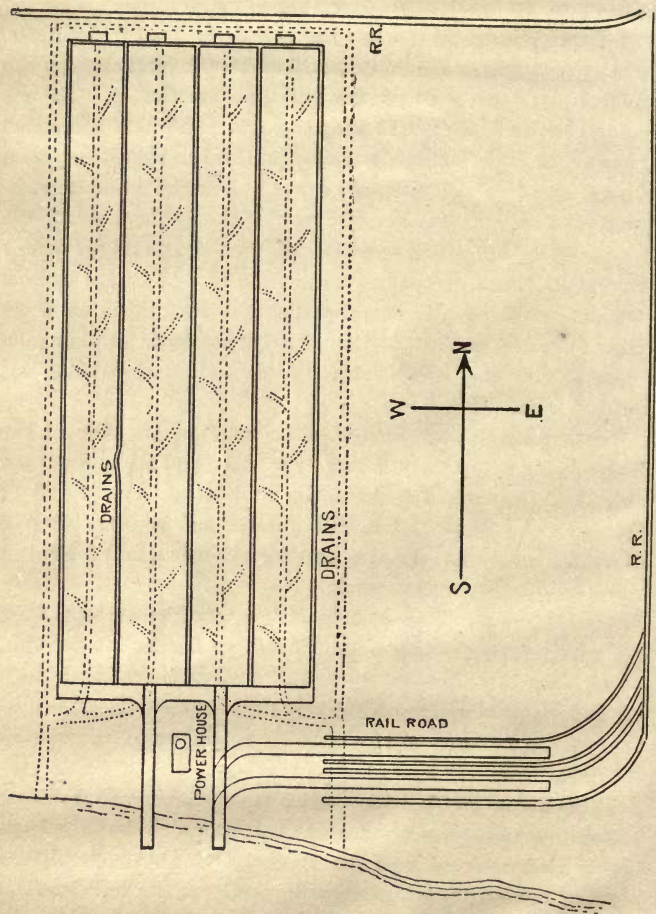 R.R.
DRAINS
DRAINS
W
N
E
S
R.R.
POWER HOUSE
RAIL ROAD